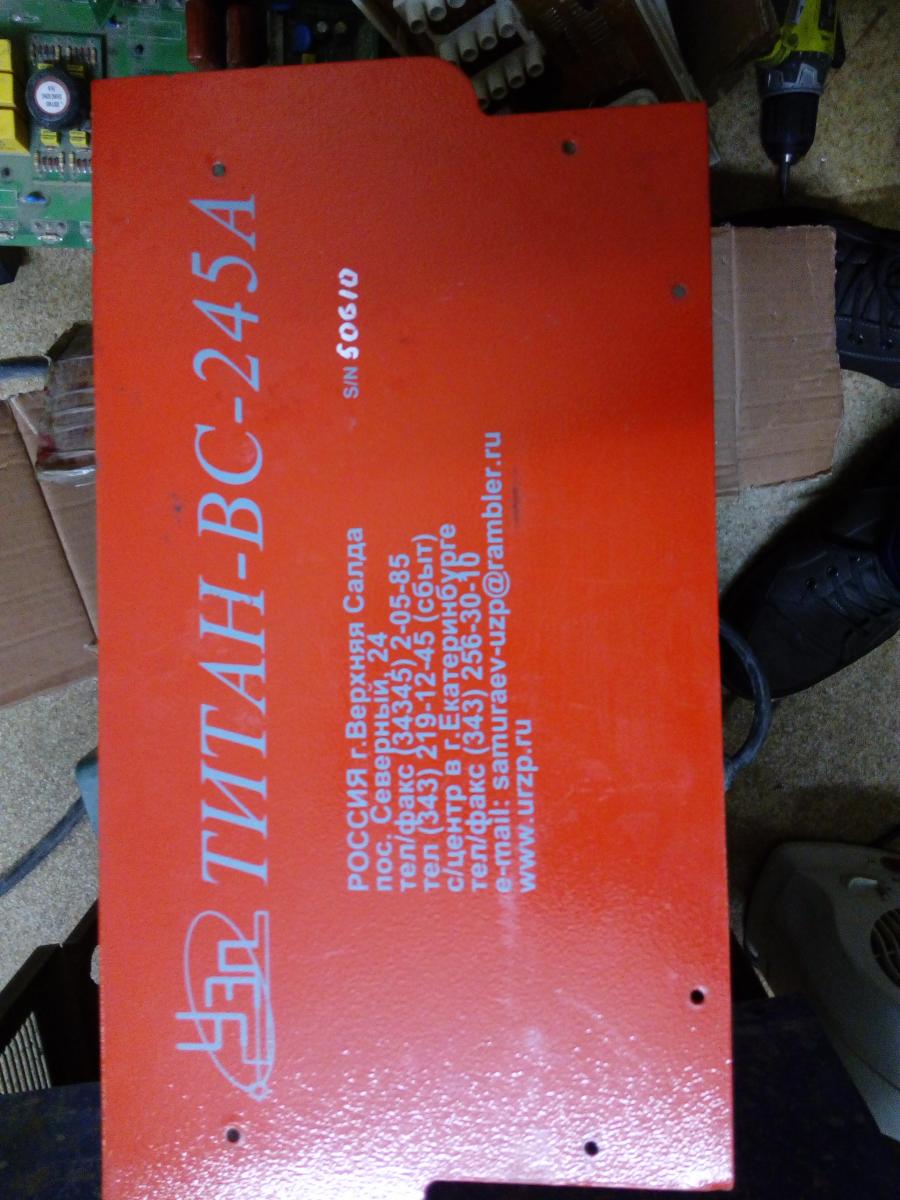 УЗП ТИТАН-ВС-245А
S/N 50610
РОССИЯ г.Верхняя Салда
пос. Северный, 24
тел/факс (34345) 2-05-85
тел (343) 219-12-45 (сбыт)
с/центр в г.Екатеринбурге
тел/факс (343) 256-30-10
e-mail: samuraev-uzp@rambler.ru
www.urzp.ru